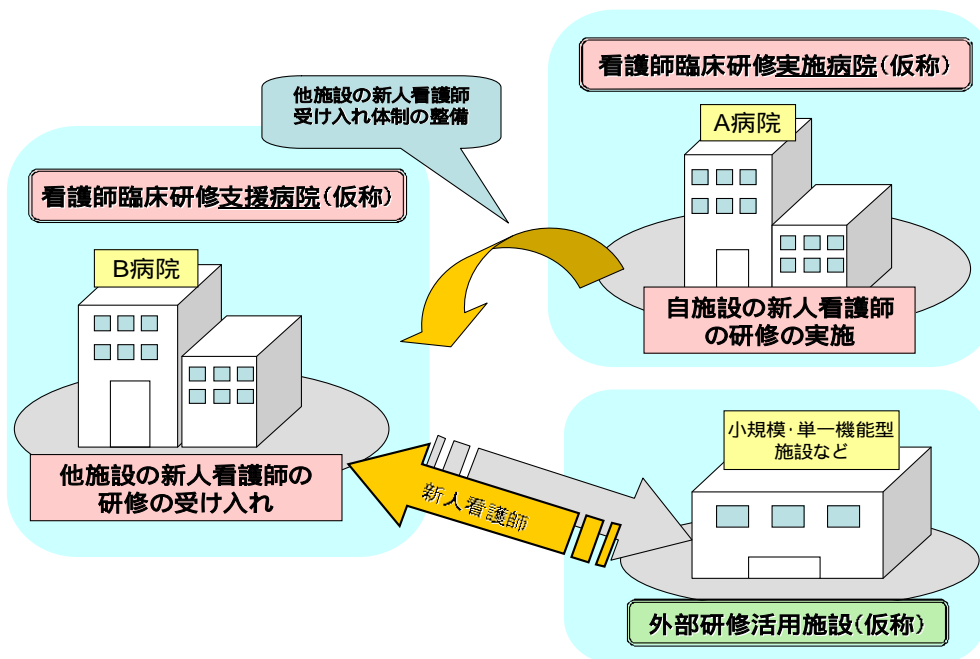 看護師臨床研修実施病院(仮称)
他施設の新人看護師
受け入れ体制の整備
A病院
看護師臨床研修支援病院(仮称)
B病院
自施設の新人看護師
の研修の実施
小規模・単一機能型
施設など
他施設の新人看護師の
研修の受け入れ
新人看護師
外部研修活用施設(仮称)